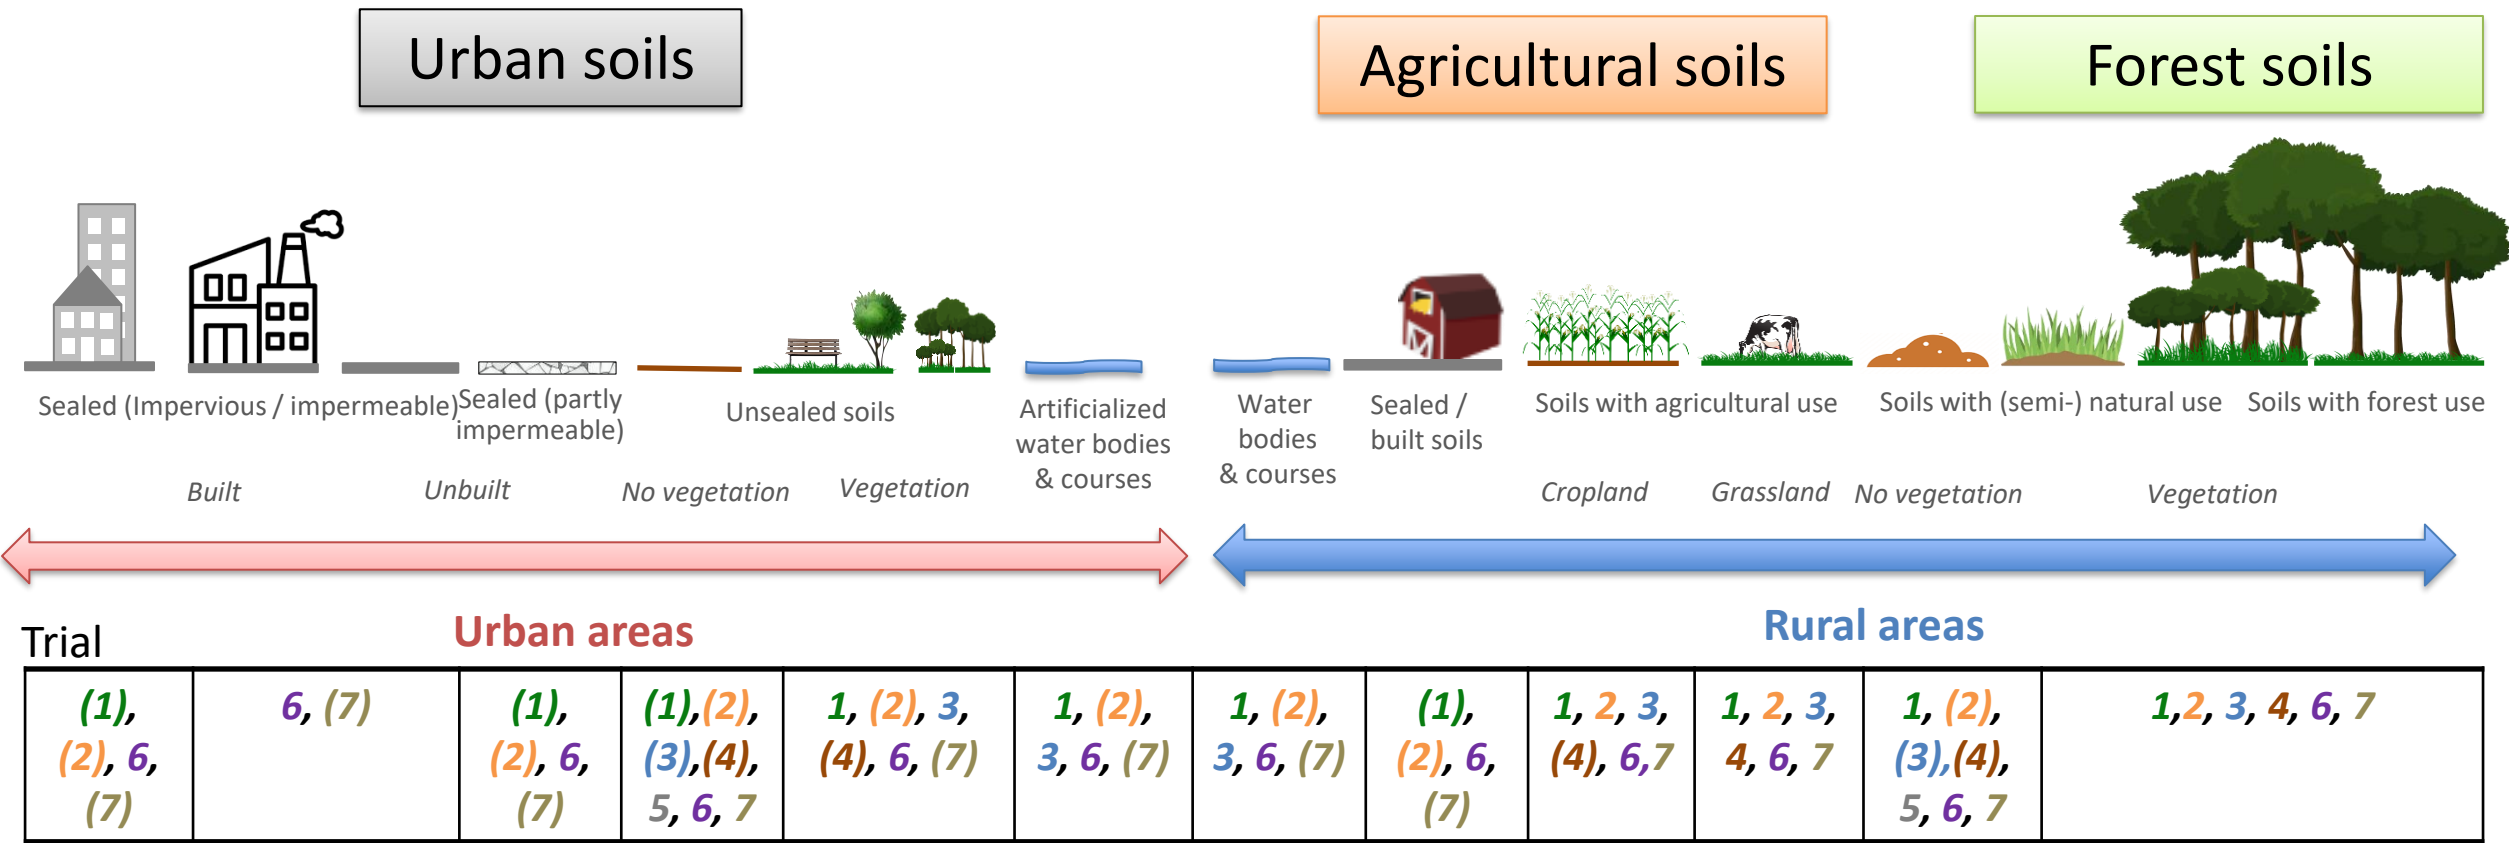 Urban soils
Agricultural soils
Forest soils
Sealed (Impervious / impermeable)
Sealed (partly
impermeable)
Unsealed soils
Artificialized
water bodies
& courses
Water
bodies
& courses
Sealed /
built soils
Soils with agricultural use
Soils with (semi-) natural use
Soils with forest use
Built
Unbuilt
No vegetation
Vegetation
Cropland
Grassland
No vegetation
Vegetation
Urban areas
Rural areas
Trial
(1),
(2), 6,
(7)
6, (7)
(1),
(2), 6,
(7)
(1),(2),
(3),(4),
5, 6, 7
1, (2), 3,
(4), 6, (7)
1, (2),
3, 6, (7)
1, (2),
3, 6, (7)
(1),
(2), 6,
(7)
1, 2, 3,
(4), 6,7
1, 2, 3,
4, 6, 7
1, (2),
(3),(4),
5, 6, 7
1,2, 3, 4, 6, 7